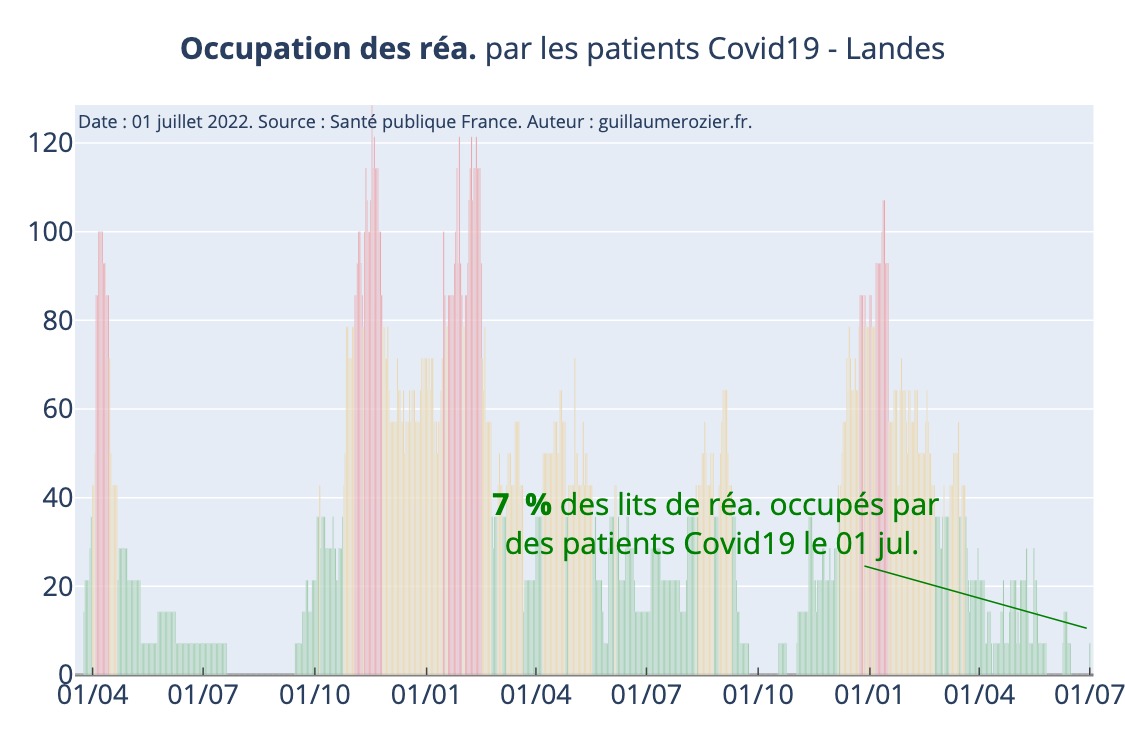 Occupation des réa. par les patients Covid19 - Landes
Date : 01 juillet 2022. Source : Santé publique France. Auteur : guillaumerozier.fr.
120
100
80
60
40
20
0
7 % des lits de réa. occupés par
des patients Covid19 le 01 jul.
01/04 01/07 01/10 01/01 01/04 01/07 01/10 01/01 01/04 01/07